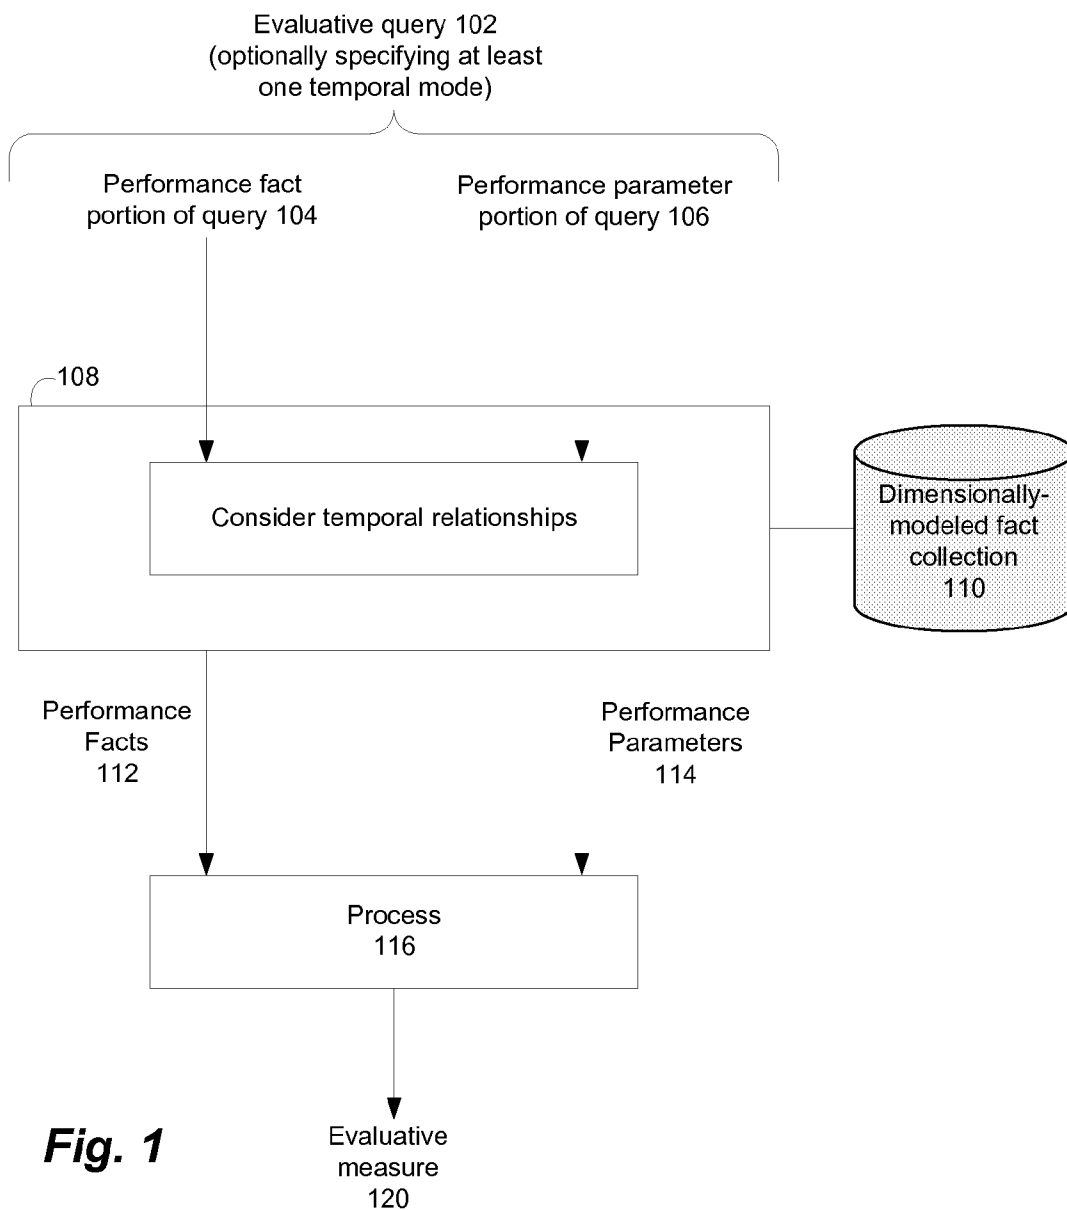 Evaluative query 102
(optionally specifying at least
one temporal mode)
Performance fact
portion of query 104
Performance parameter
portion of query 106
108
Consider temporal relationships
Dimensionally-
modeled fact
collection
110
Performance
Facts
112
Performance
Parameters
114
Process
116
Evaluative
measure
120
Fig. 1